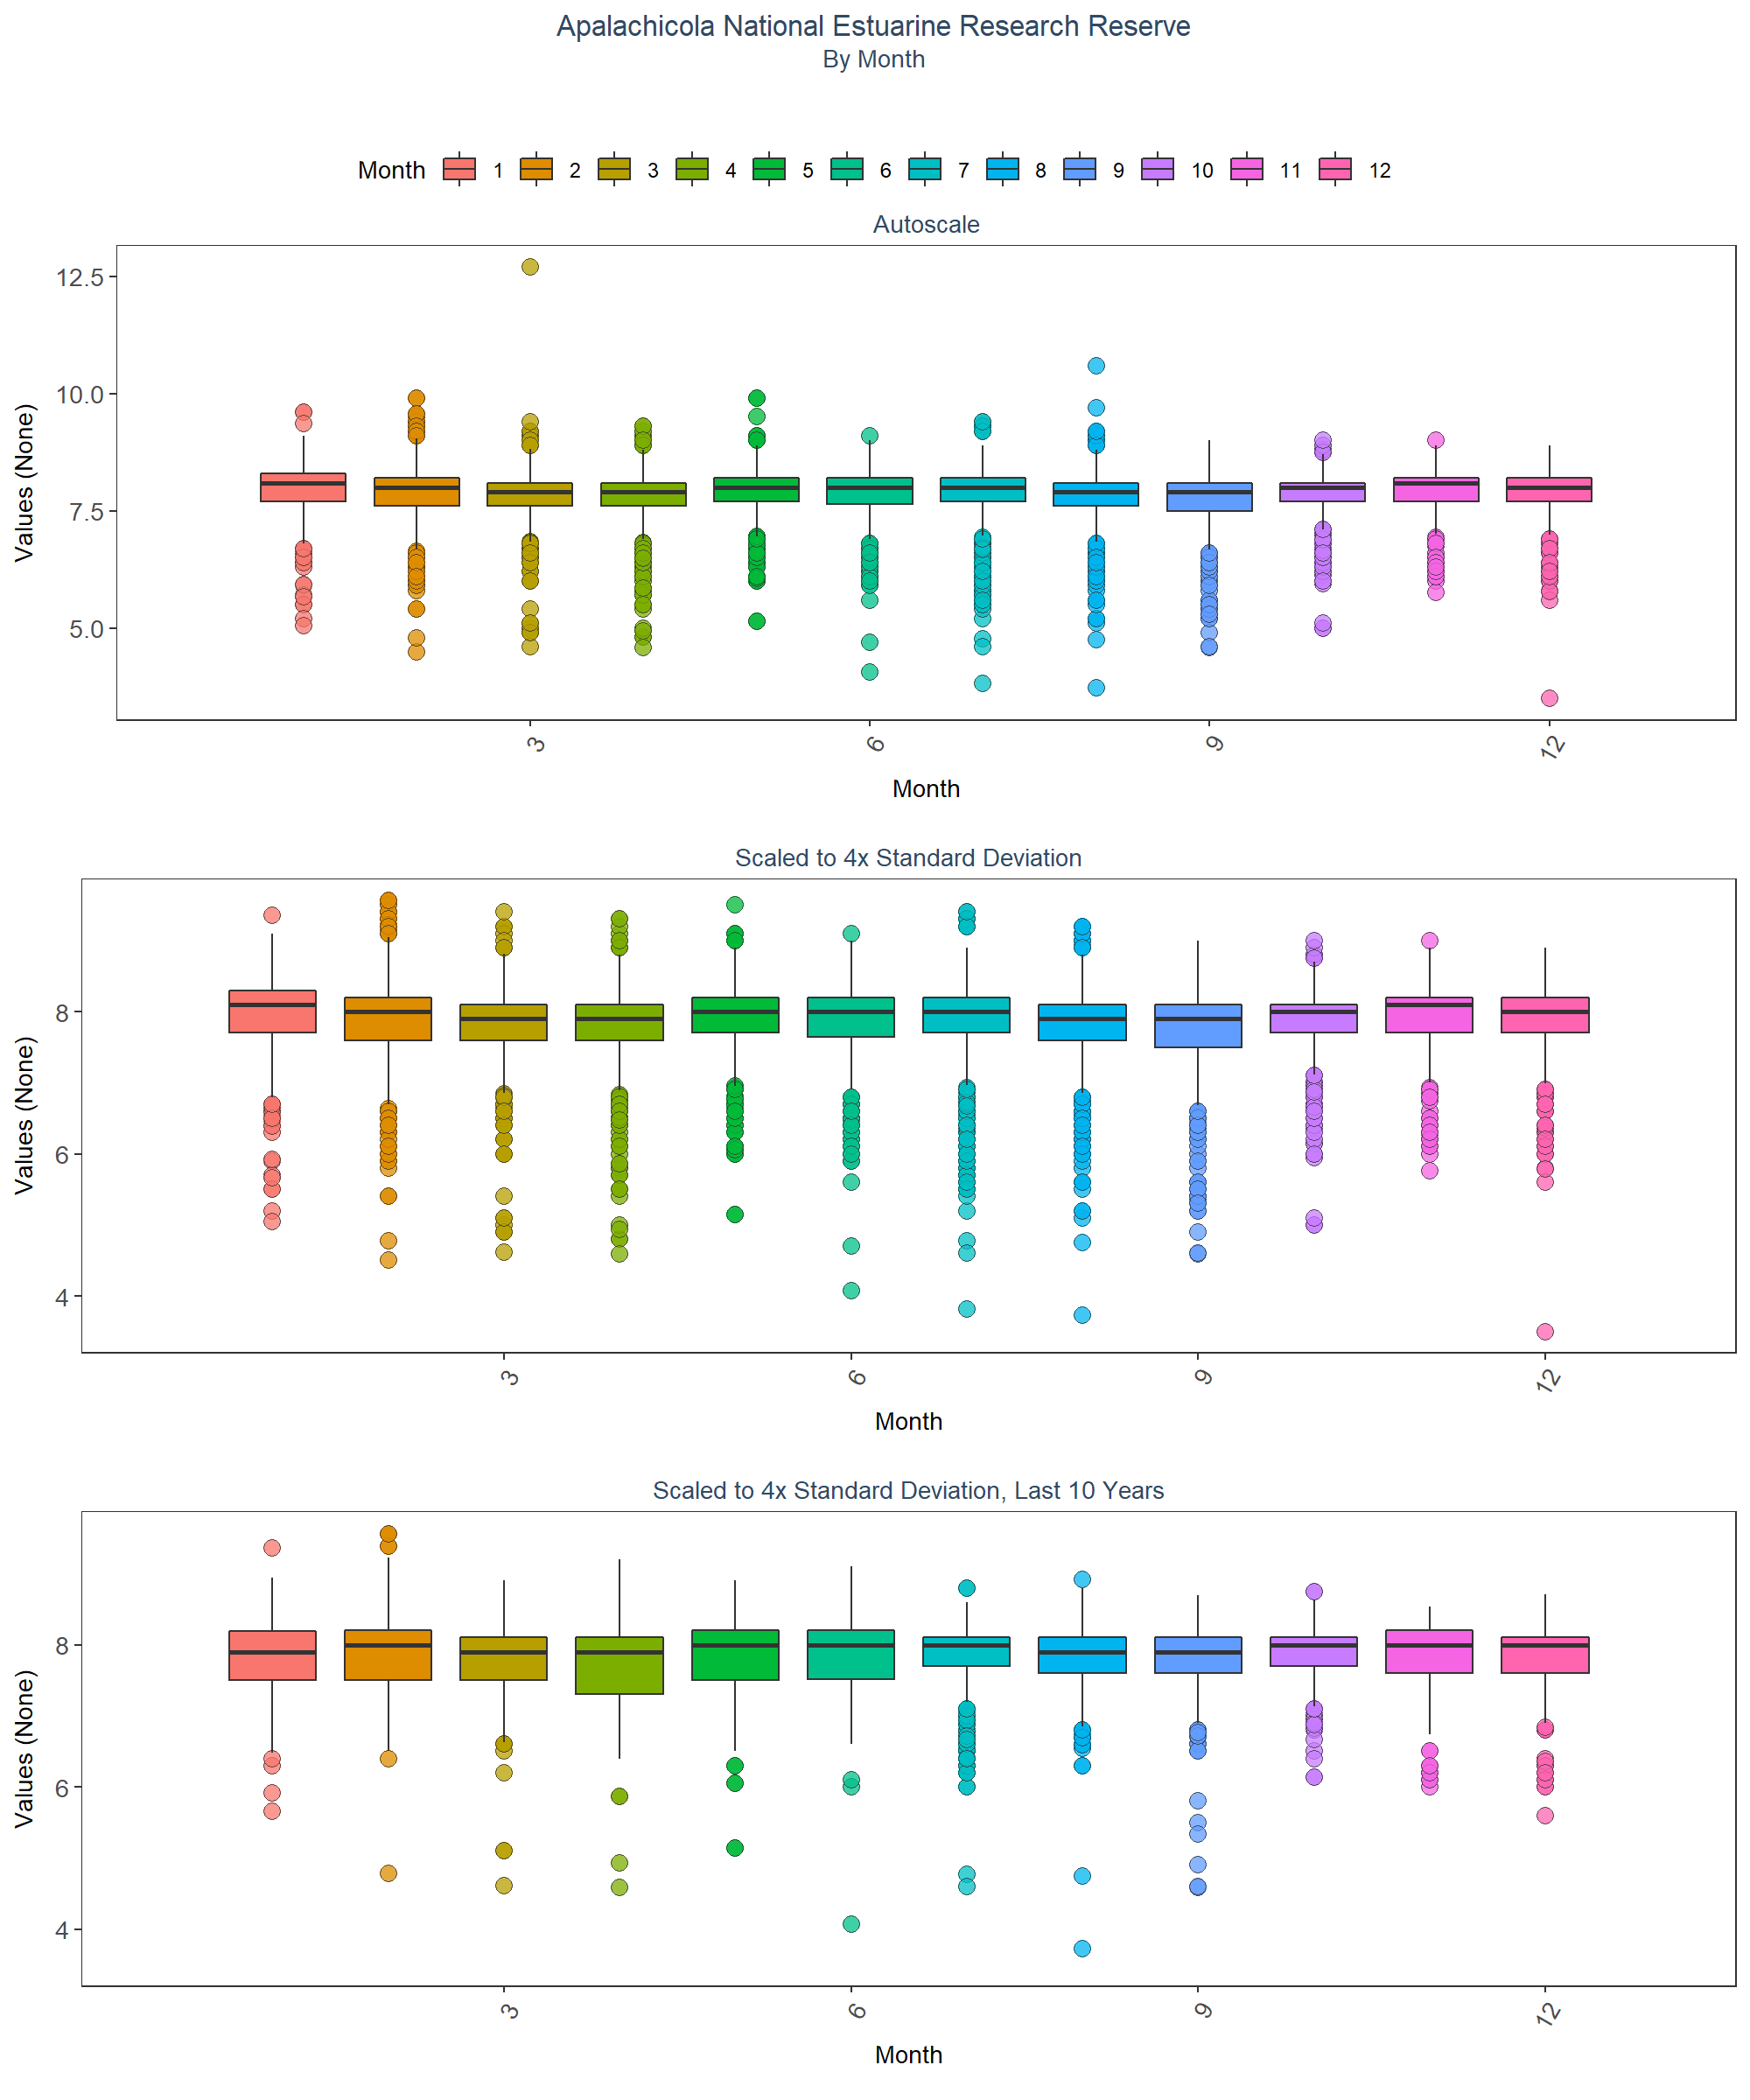 Apalachicola National Estuarine Research Reserve
By Month
Month 1 2 3 4 5 6 7 8 9 10 11 12
Autoscale
Values (None)
12.5
10.0
7.5
5.0
3 6 9 12
Month
Scaled to 4x Standard Deviation
Values (None)
8
6
4
3 6 9 12
Month
Scaled to 4x Standard Deviation, Last 10 Years
Values (None)
8
6
4
3 6 9 12
Month